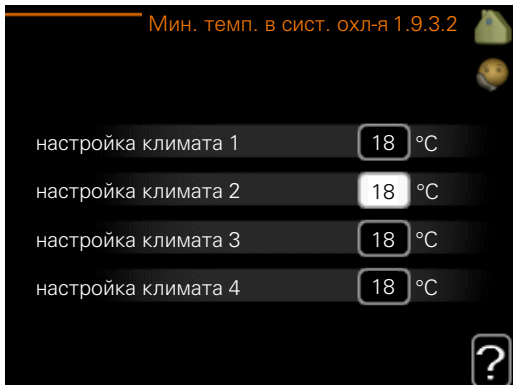 Мин. темп. в сист. охл-я 1.9.3.2
настройка климата 1 18 °C
настройка климата 2 18 °C
настройка климата 3 18 °C
настройка климата 4 18 °C
?